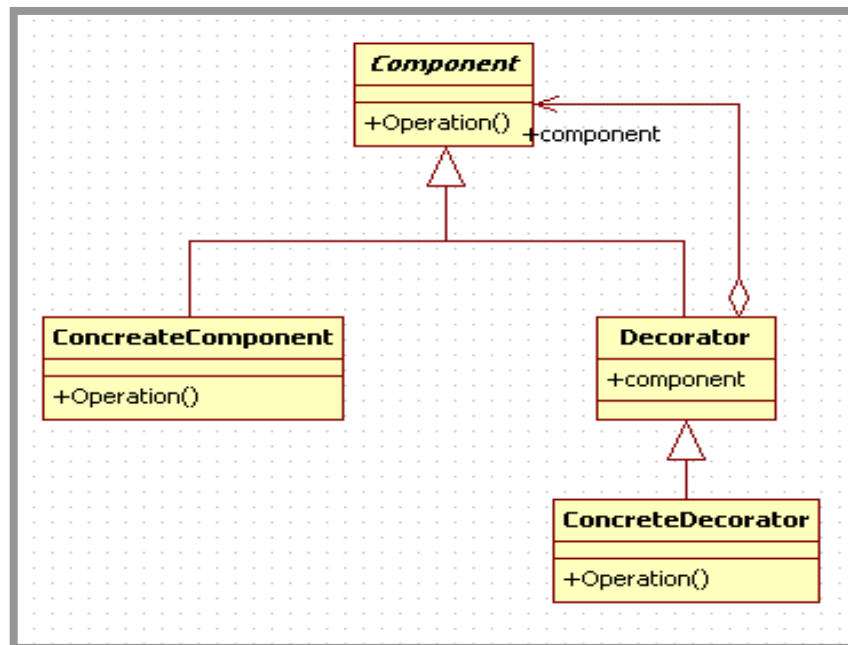 Component
+Operation()
+component
ConcreateComponent
+Operation()
Decorator
+component
ConcreteDecorator
+Operation()